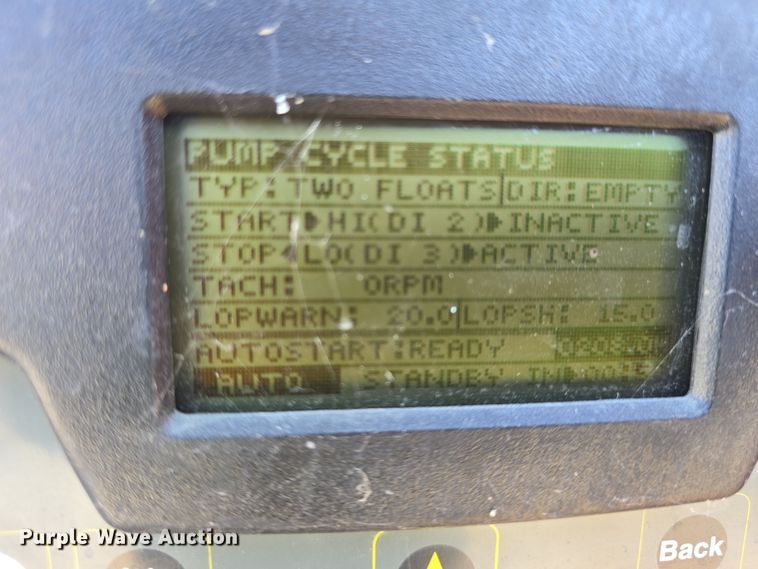 PUMP CYCLE STATUS
TYP: TWO FLOATS|DIR: EMPTY
START▶HI(DI 2)▶INACTIVE
STOP◀LO(DI 3)▶ACTIVE
TACH: 0RPM
LOPWARN: 20.0|LOPSH: 15.0
AUTOSTART:READY
AUTO STANDBY IN
Purple Wave Auction
Back